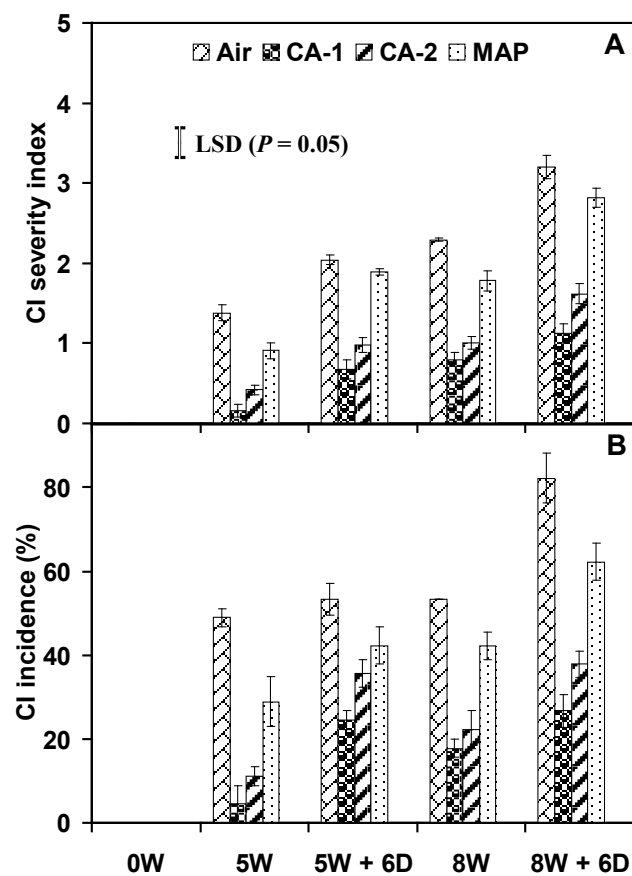 5
A
Air CA-1 CA-2 MAP
4
LSD (P = 0.05)
3
2
1
0
CI severity index
B
80
60
40
20
0
CI incidence (%)
0W 5W 5W + 6D 8W 8W + 6D